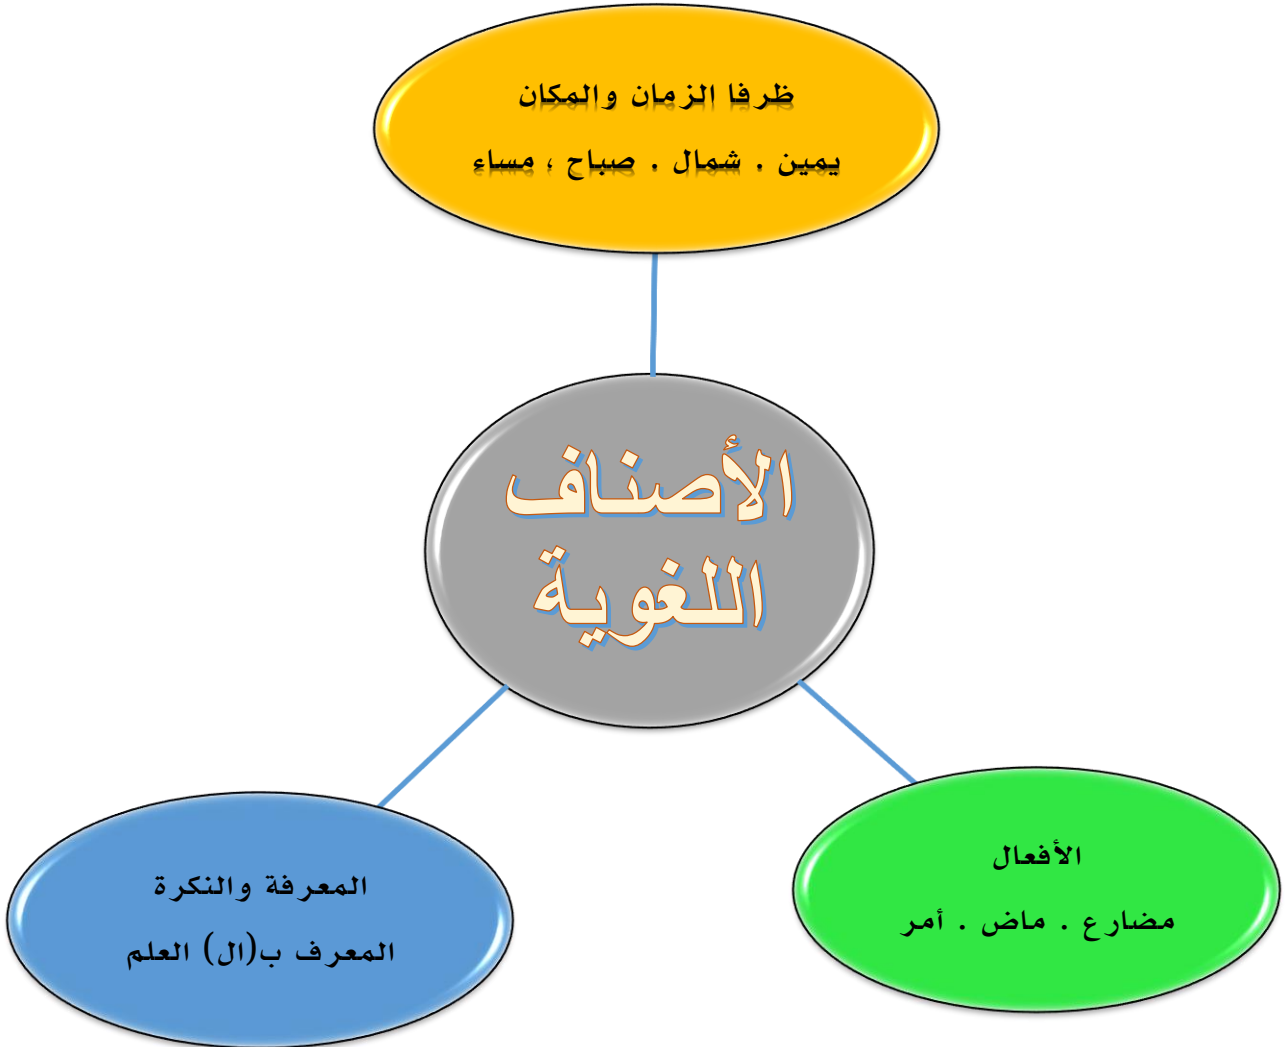 ظرفا الزمان والمكان
يمين . شمال . صباح ، مساء
الأصناف
اللغوية
الأفعال
مضارع . ماض . أمر
المعرفة والنكرة
المعرف ب(ال) العلم